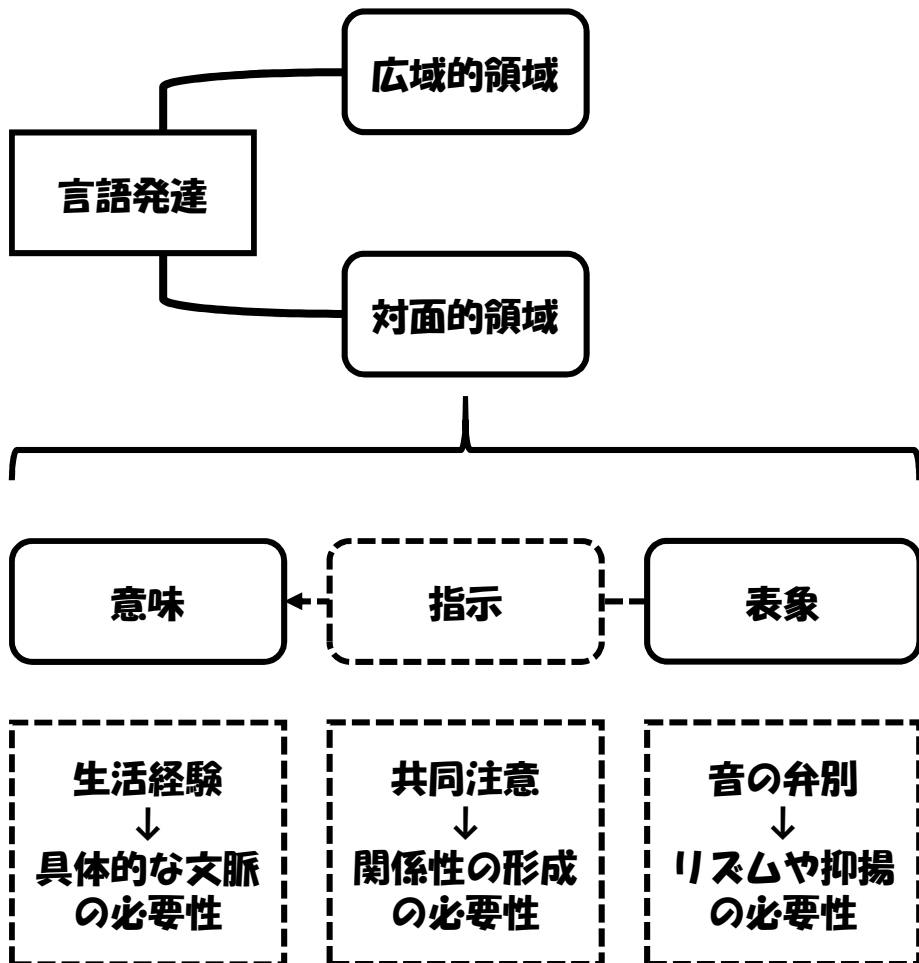 広域的領域
言語発達
対面的領域
意味
指示
表象
生活経験
↓
具体的な文脈
の必要性
共同注意
↓
関係性の形成
の必要性
音の弁別
↓
リズムや抑揚
の必要性